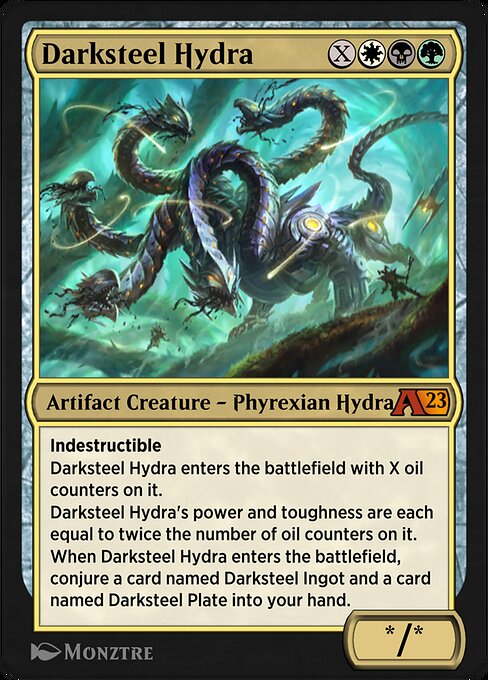 Darksteel Hydra X
Artifact Creature – Phyrexian Hydra A23
Indestructible
Darksteel Hydra enters the battlefield with X oil
counters on it.
Darksteel Hydra's power and toughness are each
equal to twice the number of oil counters on it.
When Darksteel Hydra enters the battlefield,
conjure a card named Darksteel Ingot and a card
named Darksteel Plate into your hand.
*/*
Monztre